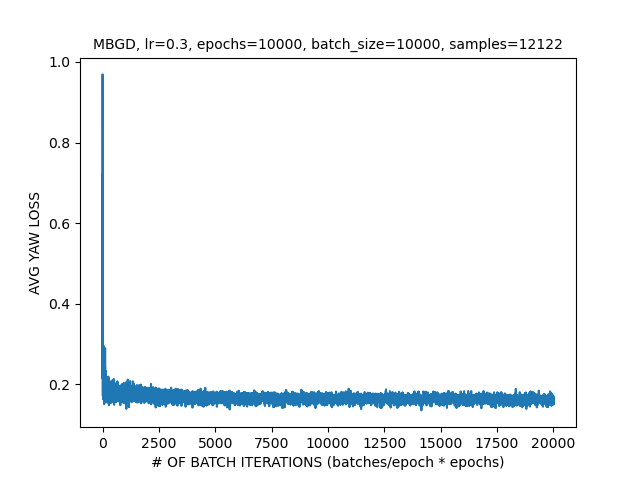 MBGD, lr=0.3, epochs=10000, batch_size=10000, samples=12122
1.0
0.8
0.6
0.4
0.2
AVG YAW LOSS
0 2500 5000 7500 10000 12500 15000 17500 20000
# OF BATCH ITERATIONS (batches/epoch * epochs)